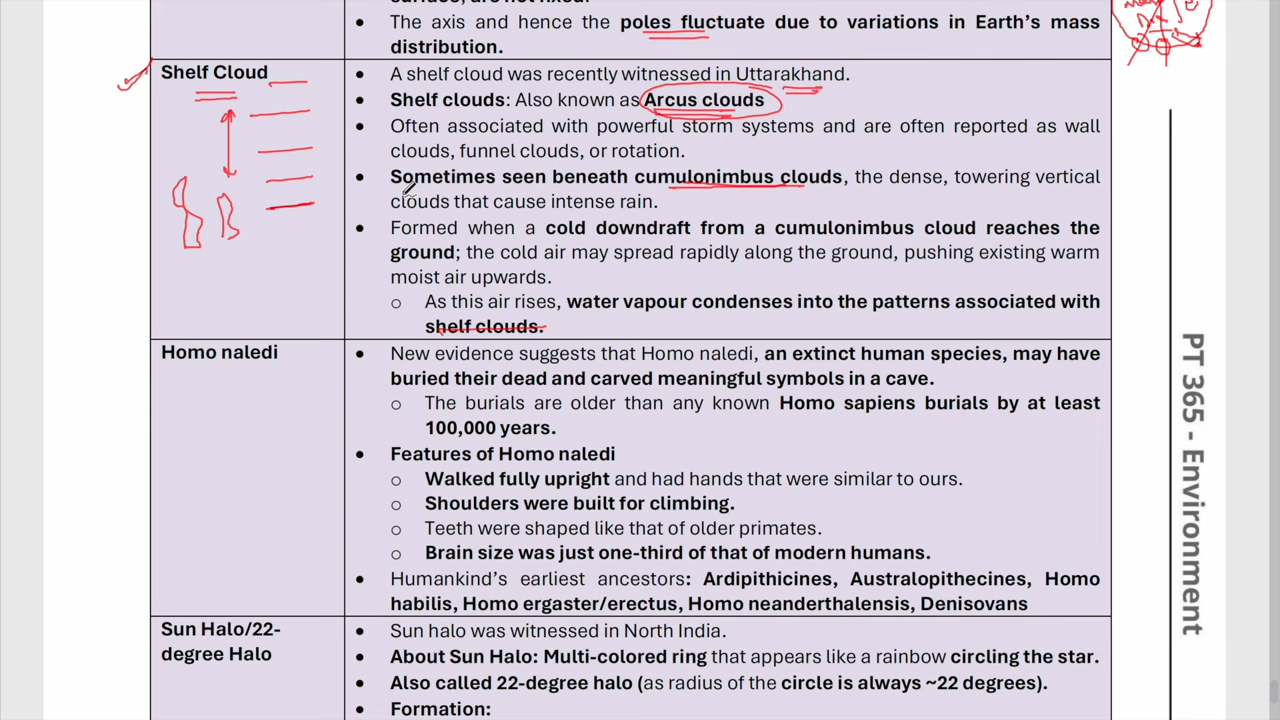 surface, are not fixed.
• The axis and hence the poles fluctuate due to variations in Earth's mass
distribution.
Shelf Cloud
• A shelf cloud was recently witnessed in Uttarakhand.
• Shelf clouds: Also known as Arcus clouds
• Often associated with powerful storm systems and are often reported as wall
clouds, funnel clouds, or rotation.
• Sometimes seen beneath cumulonimbus clouds, the dense, towering vertical
clouds that cause intense rain.
• Formed when a cold downdraft from a cumulonimbus cloud reaches the
ground; the cold air may spread rapidly along the ground, pushing existing warm
moist air upwards.
o As this air rises, water vapour condenses into the patterns associated with
shelf clouds.
Homo naledi
• New evidence suggests that Homo naledi, an extinct human species, may have
buried their dead and carved meaningful symbols in a cave.
o The burials are older than any known Homo sapiens burials by at least
100,000 years.
• Features of Homo naledi
o Walked fully upright and had hands that were similar to ours.
o Shoulders were built for climbing.
o Teeth were shaped like that of older primates.
o Brain size was just one-third of that of modern humans.
• Humankind's earliest ancestors: Ardipithicines, Australopithecines, Homo
habilis, Homo ergaster/erectus, Homo neanderthalensis, Denisovans
Sun Halo/22-
degree Halo
• Sun halo was witnessed in North India.
• About Sun Halo: Multi-colored ring that appears like a rainbow circling the star.
• Also called 22-degree halo (as radius of the circle is always ~22 degrees).
• Formation:
PT 365 - Environment